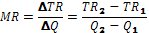 MR = ΔTR / ΔQ = TR₂ − TR₁ / Q₂ − Q₁